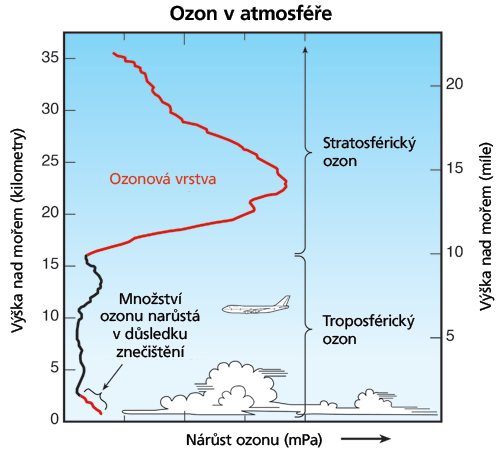 Ozon v atmosféře
Výška nad mořem (kilometry)
35
30
25
20
15
10
5
0
Ozonová vrstva
Množství
ozonu narůstá
v důsledku
znečištění
Stratosférický
ozon
Troposférický
ozon
20
15
10
5
Výška nad mořem (míle)
Nárůst ozonu (mPa)